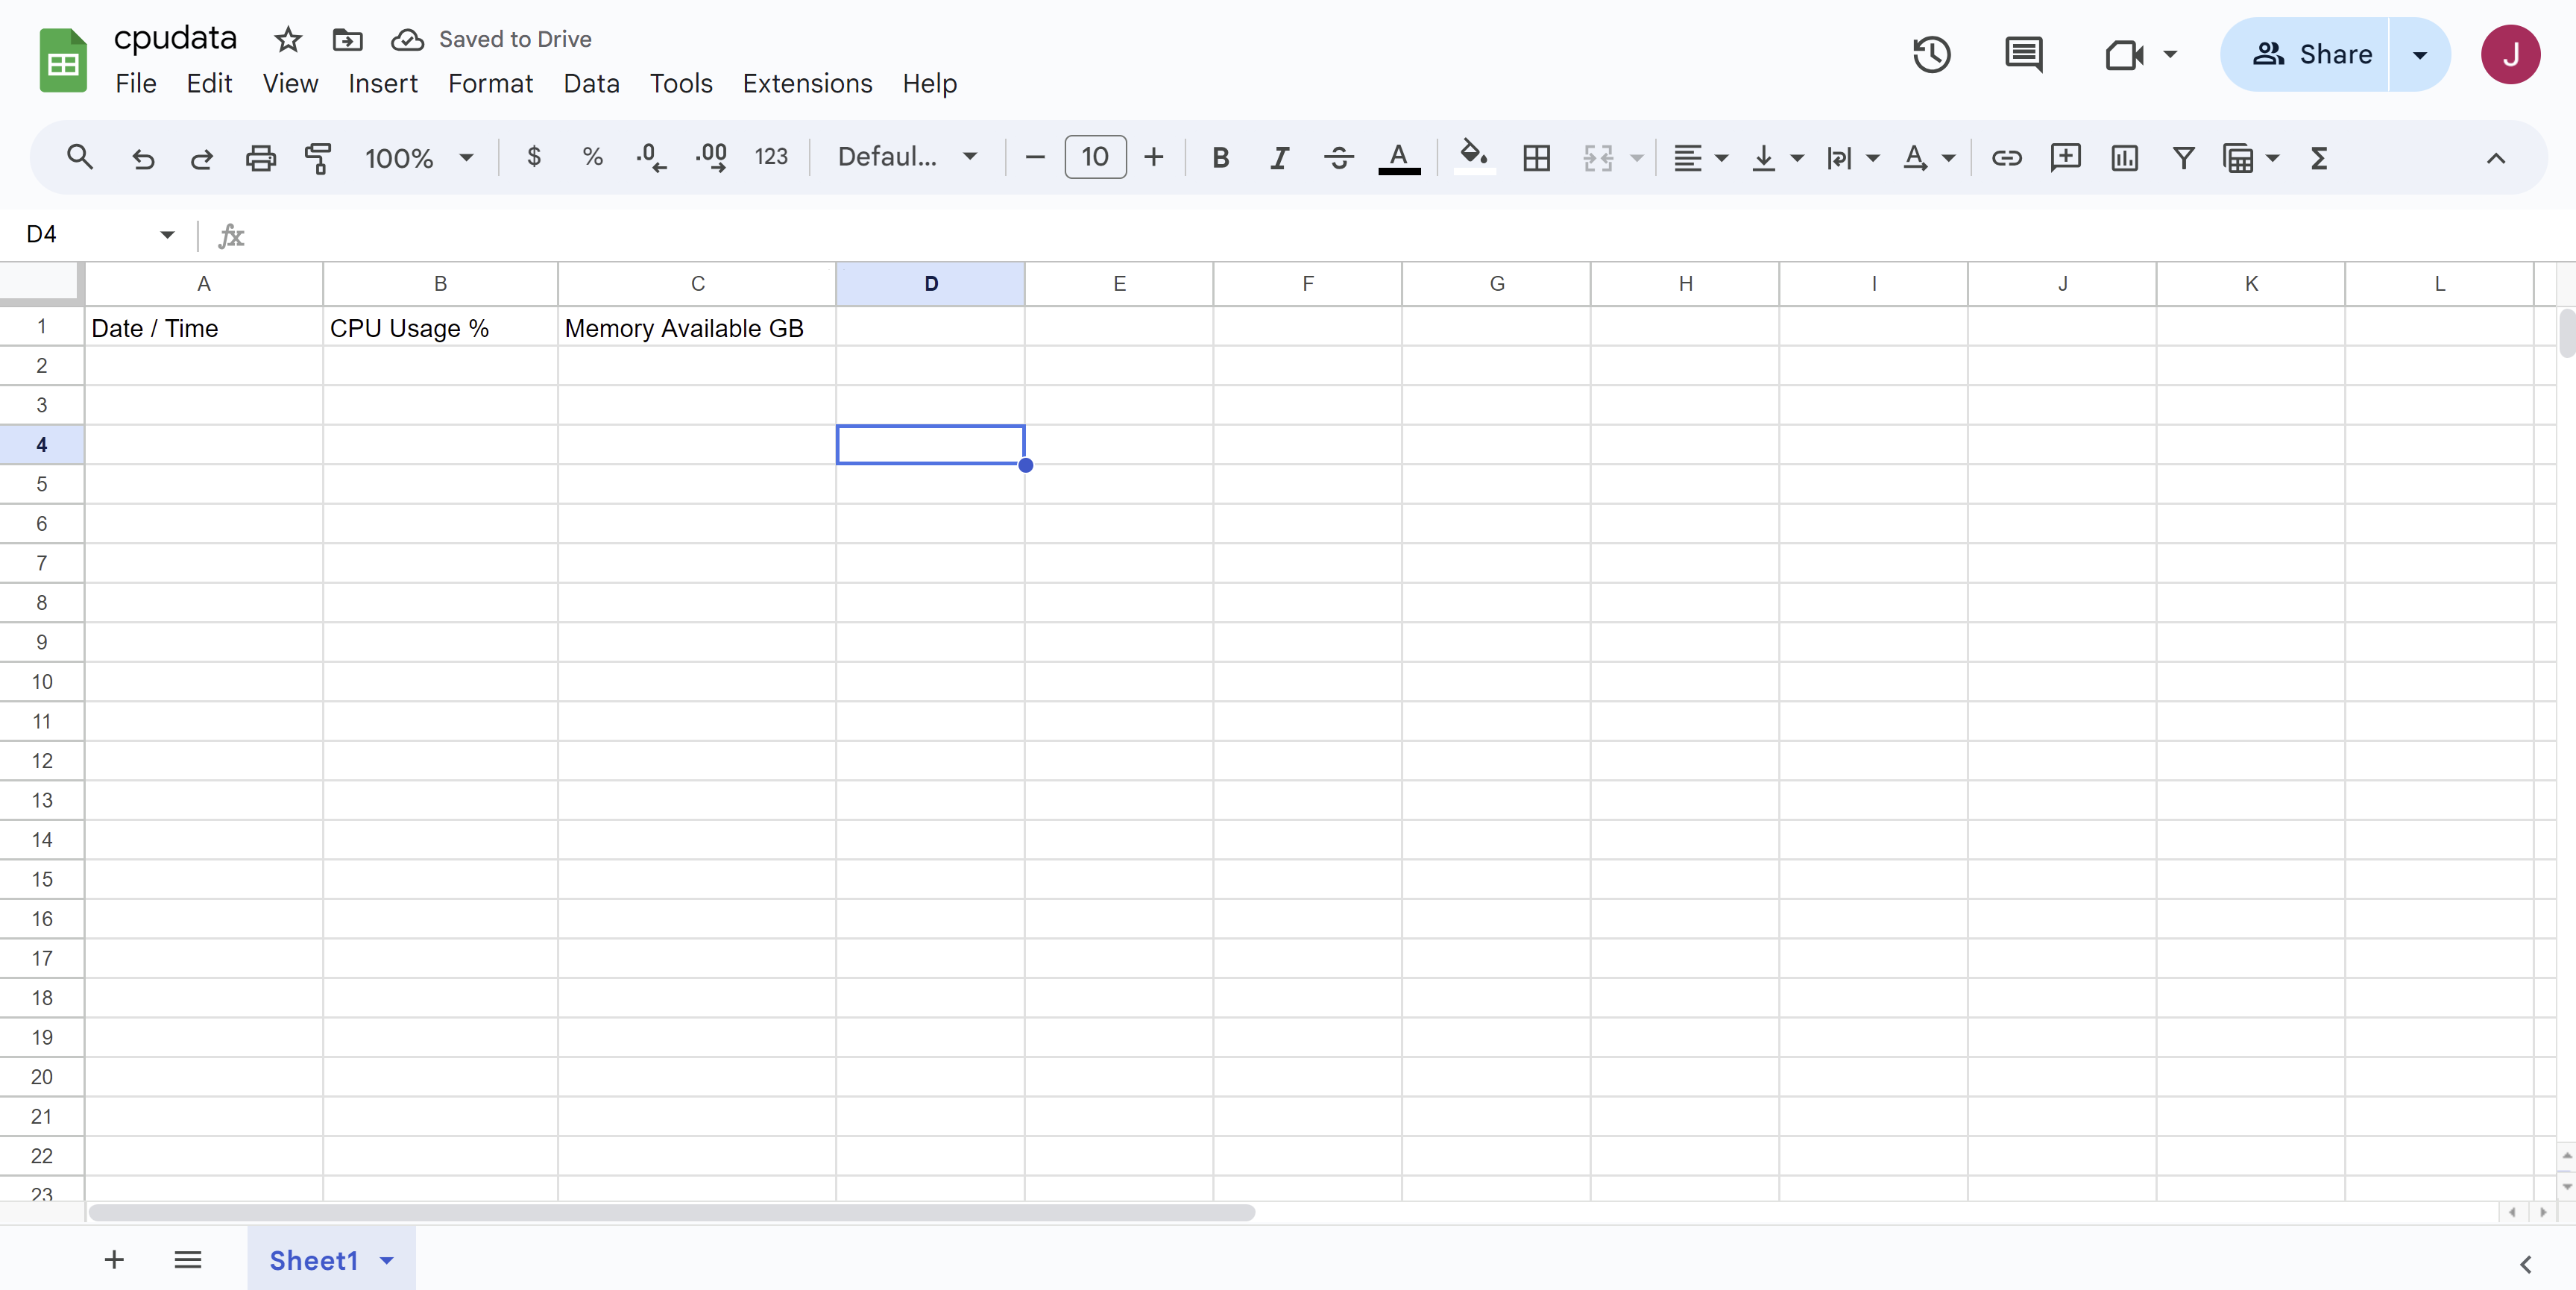 cpudata Saved to Drive
File Edit View Insert Format Data Tools Extensions Help
Share
J
100% $ % .0 .00 123 Defaul... 10 B I A A Σ
D4 fx
A B C D E F G H I J K L
1 Date / Time CPU Usage % Memory Available GB
2
3
4
5
6
7
8
9
10
11
12
13
14
15
16
17
18
19
20
21
22
23
Sheet1